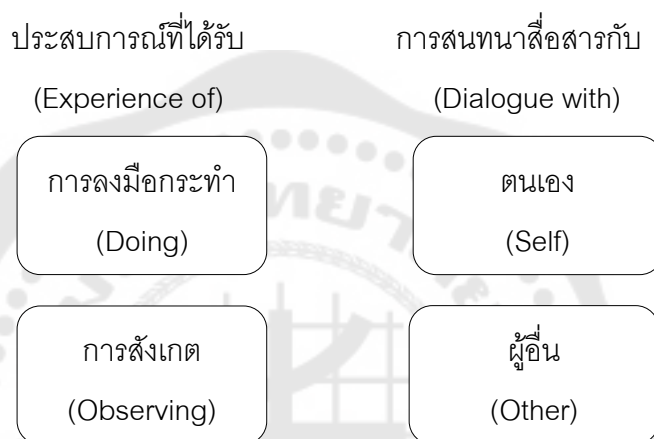 ประสบการณ์ที่ได้รับ
(Experience of)
การลงมือกระทำ
(Doing)
การสังเกต
(Observing)
การสนทนาสื่อสารกับ
(Dialogue with)
ตนเอง
(Self)
ผู้อื่น
(Other)